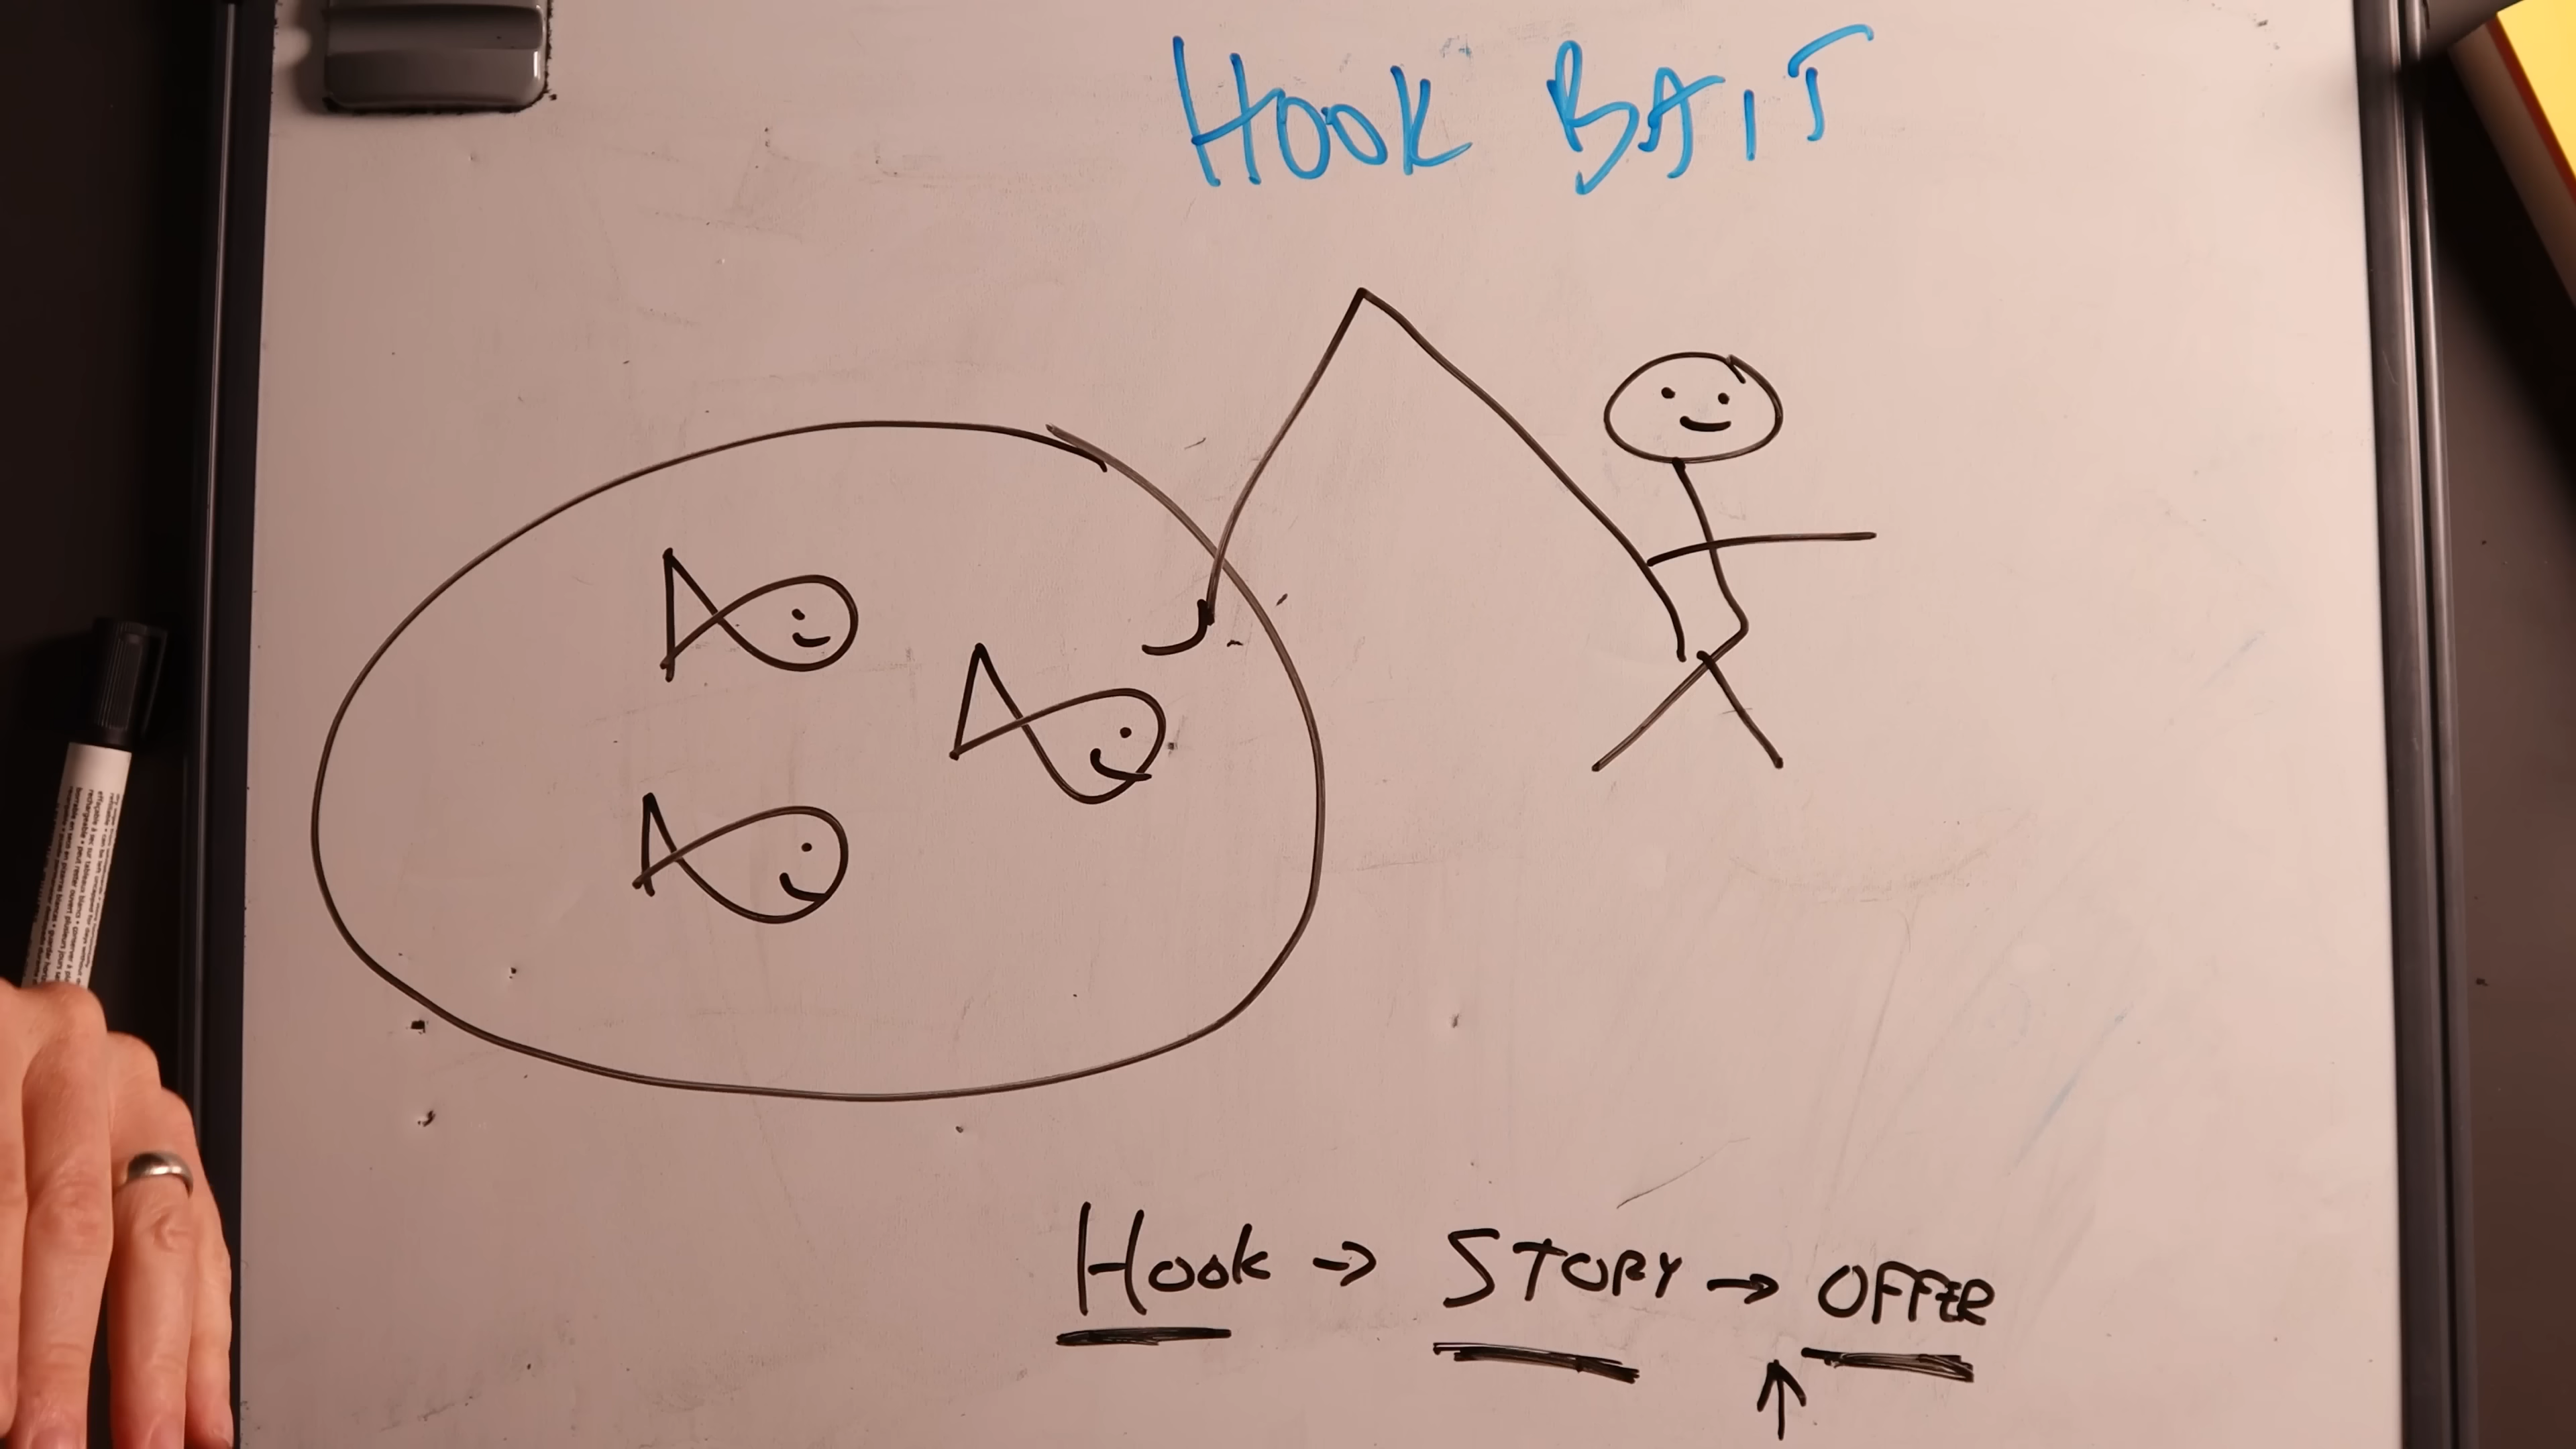 HOOK BAIT
Hook → STORY → OFFER
↑